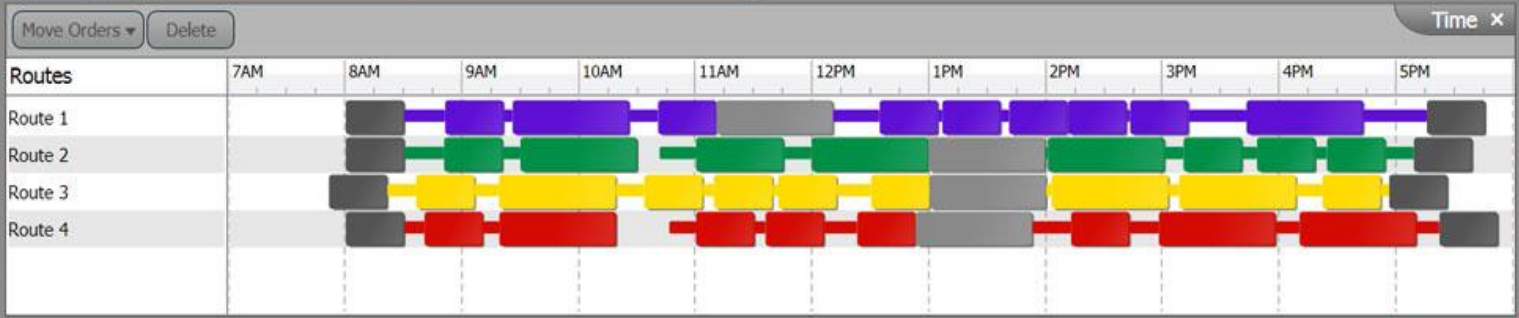 Move Orders Delete Time
Routes 7AM 8AM 9AM 10AM 11AM 12PM 1PM 2PM 3PM 4PM 5PM
Route 1
Route 2
Route 3
Route 4